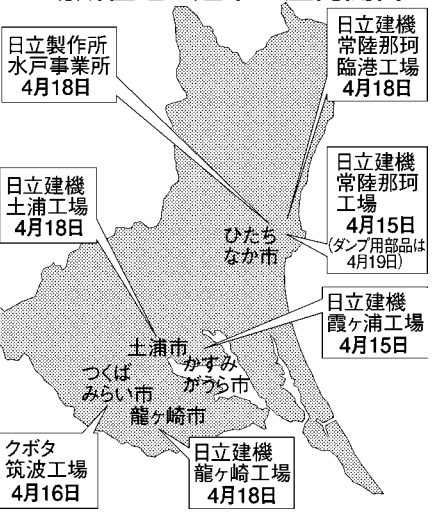 日立製作所
水戸事業所
4月18日
日立建機
常陸那珂
臨港工場
4月18日
日立建機
土浦工場
4月18日
日立建機
常陸那珂
工場
4月15日
(ダンプ用部品は
4月19日)
ひたち
なか市
日立建機
霞ヶ浦工場
4月15日
土浦市
かすみ
がうら市
つくば
みらい市
龍ヶ崎市
クボタ
筑波工場
4月16日
日立建機
龍ヶ崎工場
4月18日